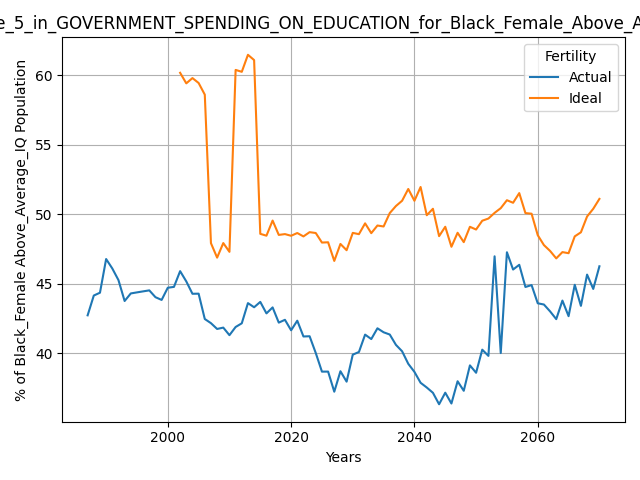 e_5_in_GOVERNMENT_SPENDING_ON_EDUCATION_for_Black_Female_Above_A
Fertility
Actual
Ideal
% of Black_Female Above_Average_IQ Population
60
55
50
45
40
2000
2020
2040
2060
Years